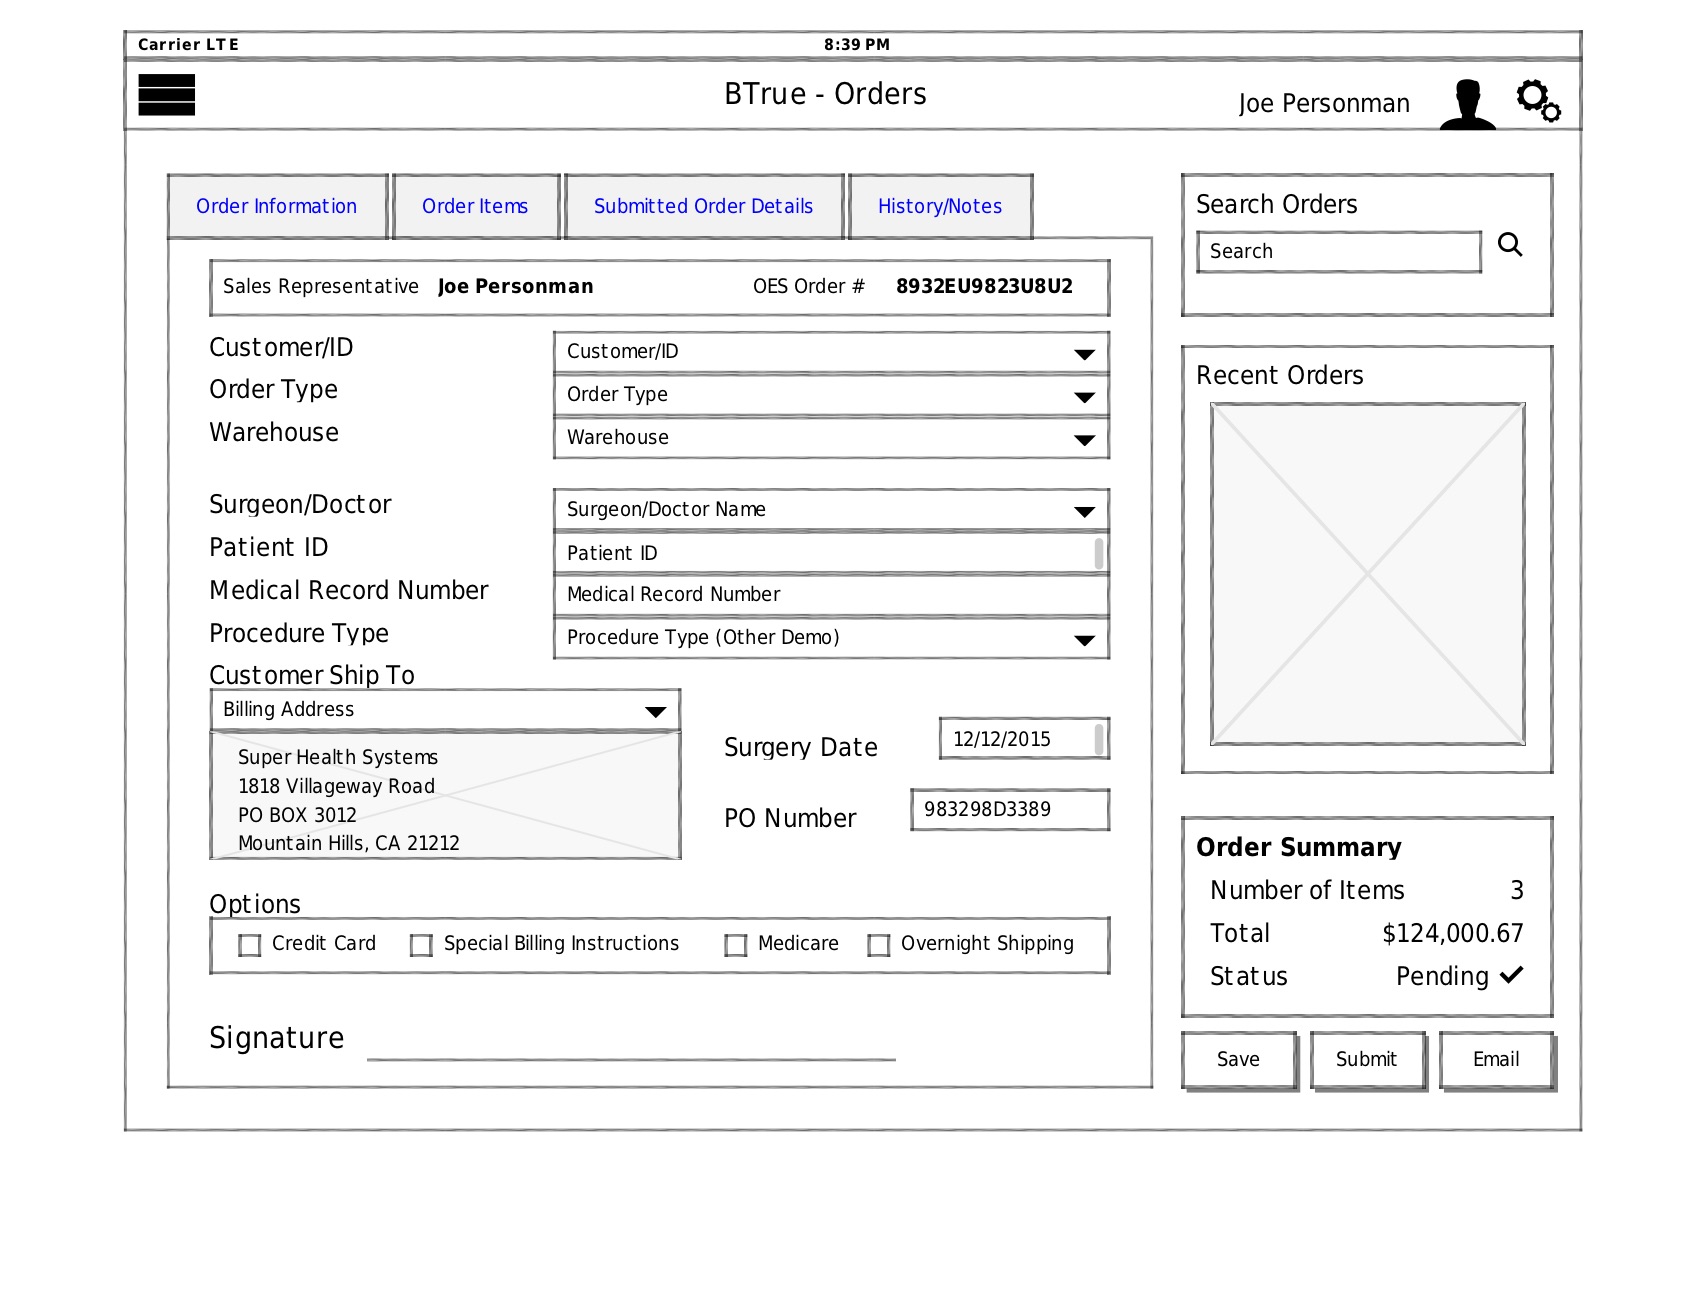 Carrier LTE 8:39 PM
BTrue - Orders Joe Personman
Order Information Order Items Submitted Order Details History/Notes
Sales Representative Joe Personman OES Order # 8932EU9823U8U2
Customer/ID Customer/ID
Order Type Order Type
Warehouse Warehouse
Surgeon/Doctor Surgeon/Doctor Name
Patient ID Patient ID
Medical Record Number Medical Record Number
Procedure Type Procedure Type (Other Demo)
Customer Ship To
Billing Address
Super Health Systems
1818 Villageway Road
PO BOX 3012
Mountain Hills, CA 21212
Surgery Date 12/12/2015
PO Number 983298D3389
Options
Credit Card Special Billing Instructions Medicare Overnight Shipping
Signature
Search Orders
Search
Recent Orders
Order Summary
Number of Items 3
Total $124,000.67
Status Pending
Save Submit Email